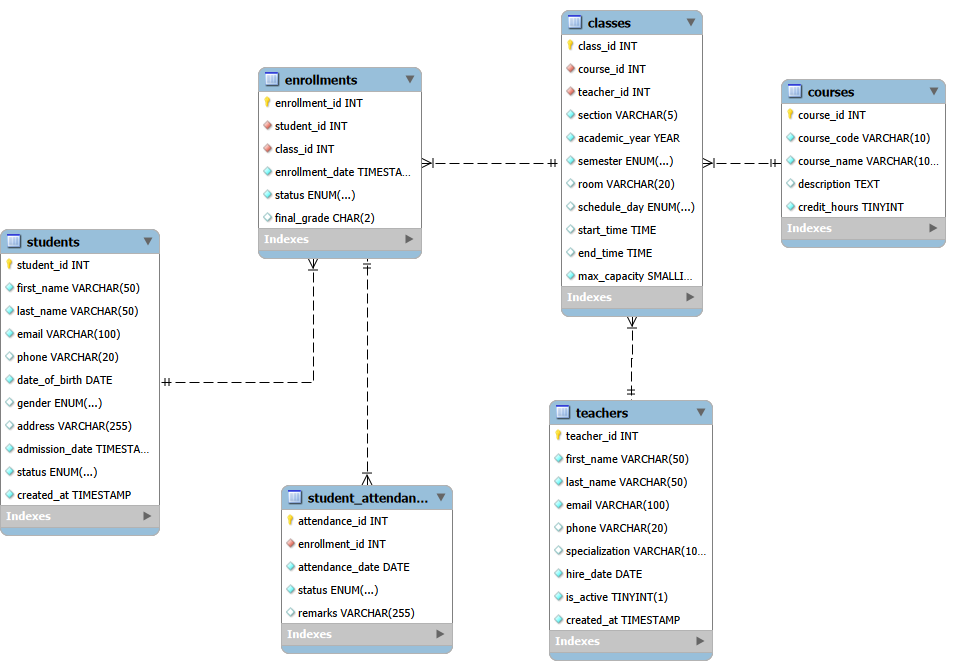 classes
class_id INT
course_id INT
teacher_id INT
section VARCHAR(5)
academic_year YEAR
semester ENUM(...)
room VARCHAR(20)
schedule_day ENUM(...)
start_time TIME
end_time TIME
max_capacity SMALLI...
Indexes
enrollments
enrollment_id INT
student_id INT
class_id INT
enrollment_date TIMESTA...
status ENUM(...)
final_grade CHAR(2)
Indexes
courses
course_id INT
course_code VARCHAR(10)
course_name VARCHAR(10...
description TEXT
credit_hours TINYINT
Indexes
students
student_id INT
first_name VARCHAR(50)
last_name VARCHAR(50)
email VARCHAR(100)
phone VARCHAR(20)
date_of_birth DATE
gender ENUM(...)
address VARCHAR(255)
admission_date TIMESTA...
status ENUM(...)
created_at TIMESTAMP
Indexes
student_attendan...
attendance_id INT
enrollment_id INT
attendance_date DATE
status ENUM(...)
remarks VARCHAR(255)
Indexes
teachers
teacher_id INT
first_name VARCHAR(50)
last_name VARCHAR(50)
email VARCHAR(100)
phone VARCHAR(20)
specialization VARCHAR(10...
hire_date DATE
is_active TINYINT(1)
created_at TIMESTAMP
Indexes